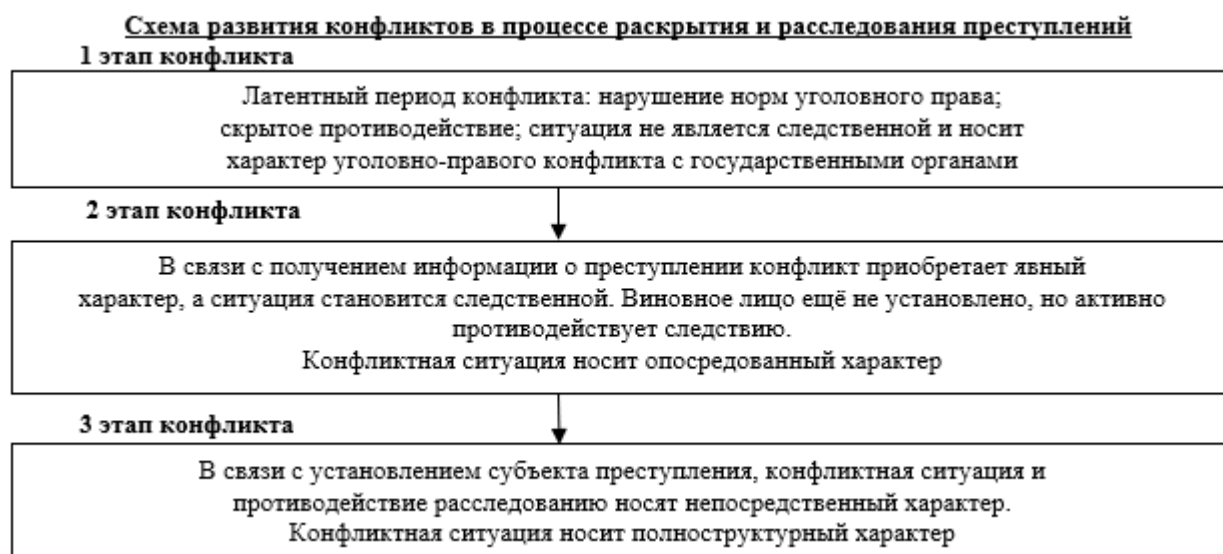 Схема развития конфликтов в процессе раскрытия и расследования преступлений
1 этап конфликта
Латентный период конфликта: нарушение норм уголовного права;
скрытое противодействие; ситуация не является следственной и носит
характер уголовно-правого конфликта с государственными органами
2 этап конфликта
В связи с получением информации о преступлении конфликт приобретает явный
характер, а ситуация становится следственной. Виновное лицо ещё не установлено, но активно
противодействует следствию.
Конфликтная ситуация носит опосредованный характер
3 этап конфликта
В связи с установлением субъекта преступления, конфликтная ситуация и
противодействие расследованию носят непосредственный характер.
Конфликтная ситуация носит полноструктурный характер